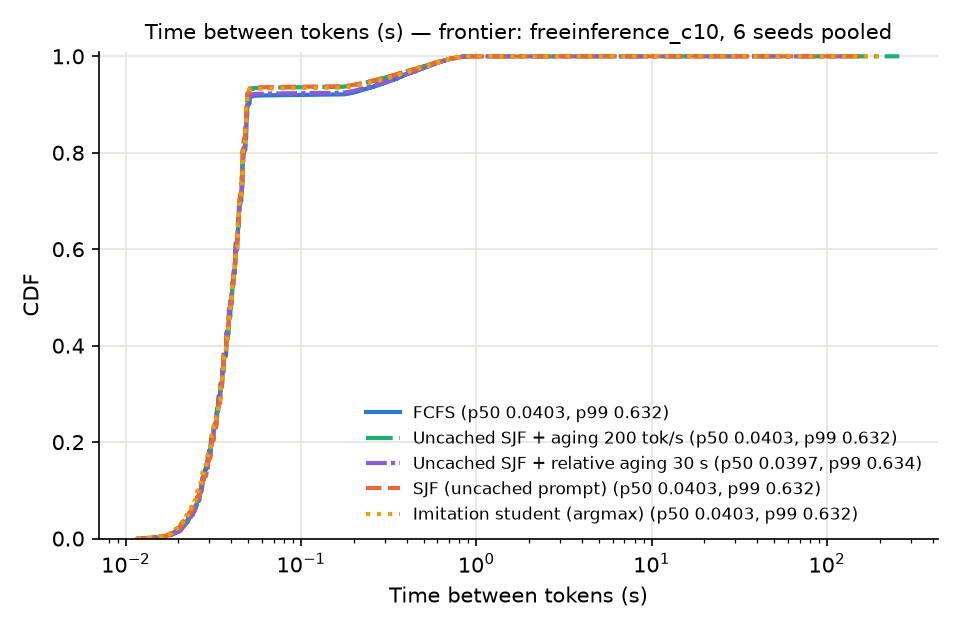 Time between tokens (s) — frontier: freeinference_c10, 6 seeds pooled
1.0
0.8
0.6
0.4
0.2
0.0
CDF
FCFS (p50 0.0403, p99 0.632)
Uncached SJF + aging 200 tok/s (p50 0.0403, p99 0.632)
Uncached SJF + relative aging 30 s (p50 0.0397, p99 0.634)
SJF (uncached prompt) (p50 0.0403, p99 0.632)
Imitation student (argmax) (p50 0.0403, p99 0.632)
10⁻² 10⁻¹ 10⁰ 10¹ 10²
Time between tokens (s)